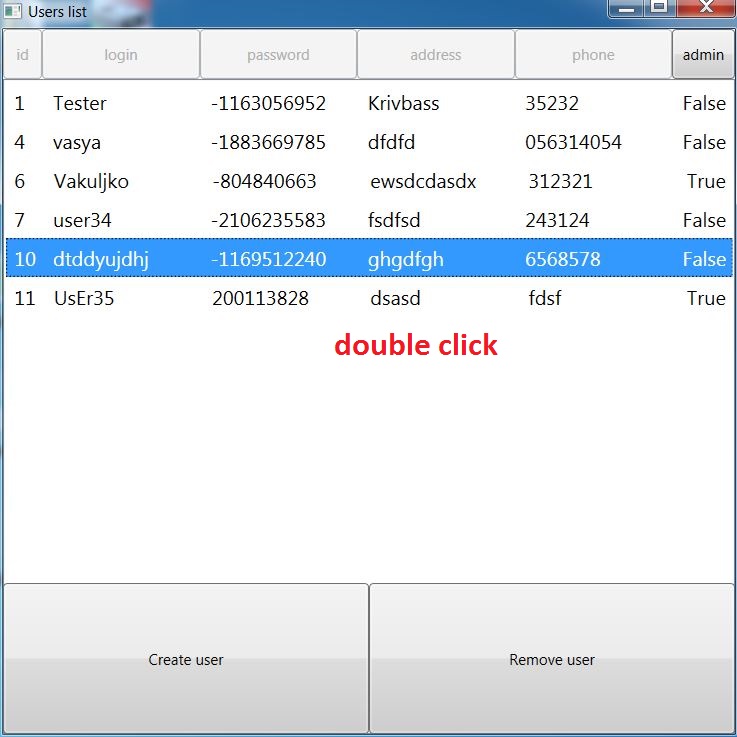 Users list
id login password address phone admin
1 Tester -1163056952 Krivbass 35232 False
4 vasya -1883669785 dfdfd 056314054 False
6 Vakuljko -804840663 ewsdcdasdx 312321 True
7 user34 -2106235583 fsdfsd 243124 False
10 dtddyujdhj -1169512240 ghgdfgh 6568578 False
11 UsEr35 200113828 dsasd fdsf True
double click
Create user Remove user